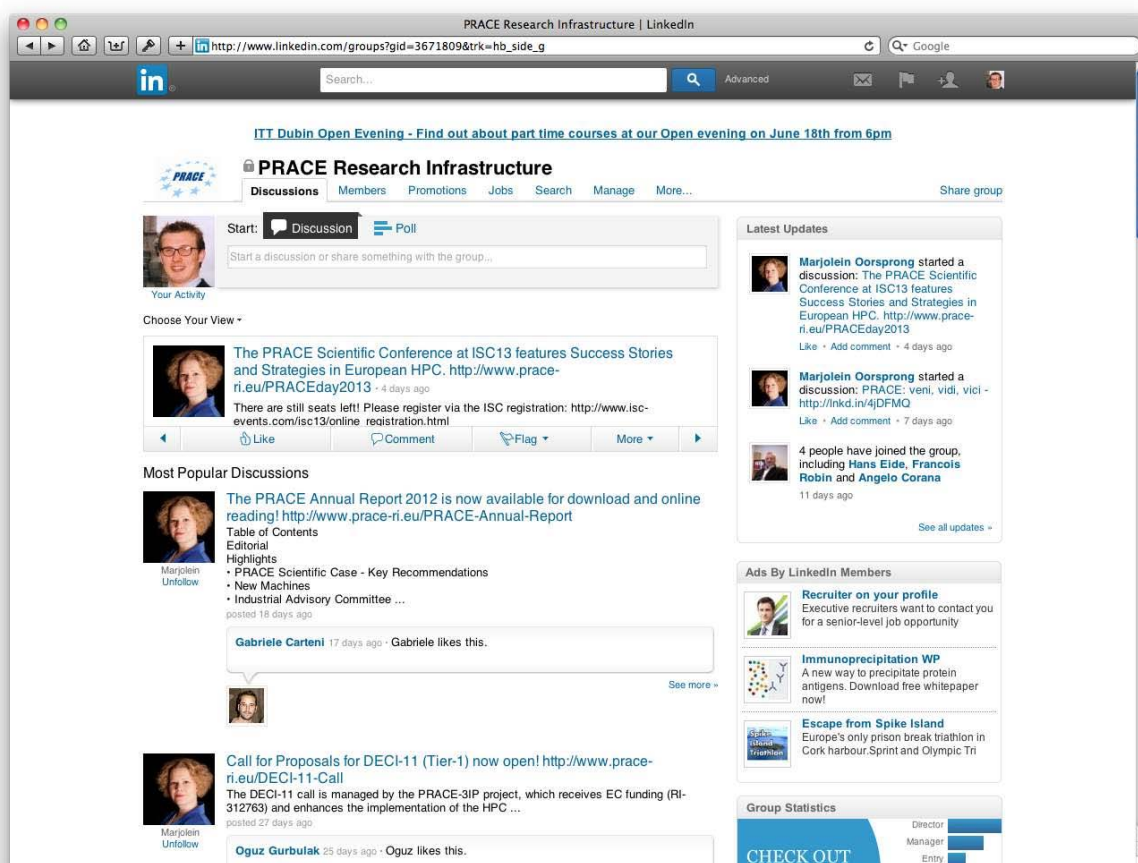 PRACE Research Infrastructure | LinkedIn
http://www.linkedin.com/groups?gid=3671809&trk=hb_side_g
Google
in
Search...
Advanced
ITT Dubin Open Evening - Find out about part time courses at our Open evening on June 18th from 6pm
PRACE
PRACE Research Infrastructure
Discussions Members Promotions Jobs Search Manage More...
Share group
Start: Discussion Poll
Start a discussion or share something with the group...
Your Activity
Choose Your View
The PRACE Scientific Conference at ISC13 features Success Stories
and Strategies in European HPC. http://www.prace-
ri.eu/PRACEday2013 · 4 days ago
There are still seats left! Please register via the ISC registration: http://www.isc-
events.com/isc13/online_registration.html
Like Comment Flag More
Most Popular Discussions
The PRACE Annual Report 2012 is now available for download and online
reading! http://www.prace-ri.eu/PRACE-Annual-Report
Table of Contents
Editorial
Highlights
• PRACE Scientific Case - Key Recommendations
• New Machines
• Industrial Advisory Committee ...
posted 18 days ago
Marjolein
Unfollow
Gabriele Carteni 17 days ago · Gabriele likes this.
See more »
Call for Proposals for DECI-11 (Tier-1) now open! http://www.prace-
ri.eu/DECI-11-Call
The DECI-11 call is managed by the PRACE-3IP project, which receives EC funding (RI-
312763) and enhances the implementation of the HPC ...
posted 27 days ago
Marjolein
Unfollow
Oguz Gurbulak 25 days ago · Oguz likes this.
Latest Updates
Marjolein Oorsprong started a
discussion: The PRACE Scientific
Conference at ISC13 features
Success Stories and Strategies in
European HPC. http://www.prace-
ri.eu/PRACEday2013
Like • Add comment • 4 days ago
Marjolein Oorsprong started a
discussion: PRACE: veni, vidi, vici -
http://lnkd.in/4jDFMQ
Like • Add comment • 7 days ago
4 people have joined the group,
including Hans Eide, Francois
Robin and Angelo Corana
11 days ago
See all updates »
Ads By LinkedIn Members
Recruiter on your profile
Executive recruiters want to contact you
for a senior-level job opportunity
Immunoprecipitation WP
A new way to precipitate protein
antigens. Download free whitepaper
now!
Spike
Island
Triathlon
Escape from Spike Island
Europe's only prison break triathlon in
Cork harbour.Sprint and Olympic Tri
Group Statistics
CHECK OUT
Director
Manager
Entry